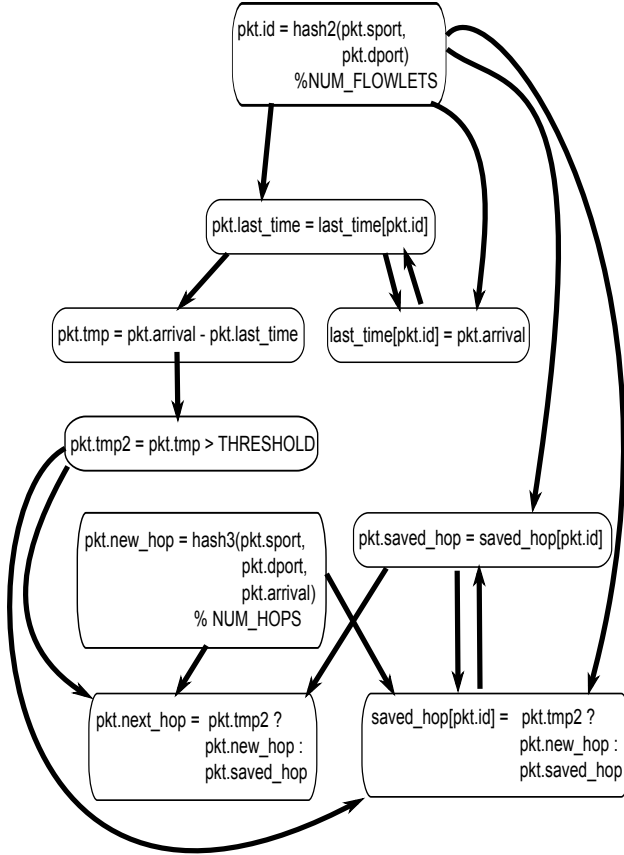 pkt.id = hash2(pkt.sport,
pkt.dport)
%NUM_FLOWLETS
pkt.last_time = last_time[pkt.id]
pkt.tmp = pkt.arrival - pkt.last_time
last_time[pkt.id] = pkt.arrival
pkt.tmp2 = pkt.tmp > THRESHOLD
pkt.new_hop = hash3(pkt.sport,
pkt.dport,
pkt.arrival)
% NUM_HOPS
pkt.saved_hop = saved_hop[pkt.id]
pkt.next_hop = pkt.tmp2 ?
pkt.new_hop :
pkt.saved_hop
saved_hop[pkt.id] = pkt.tmp2 ?
pkt.new_hop :
pkt.saved_hop